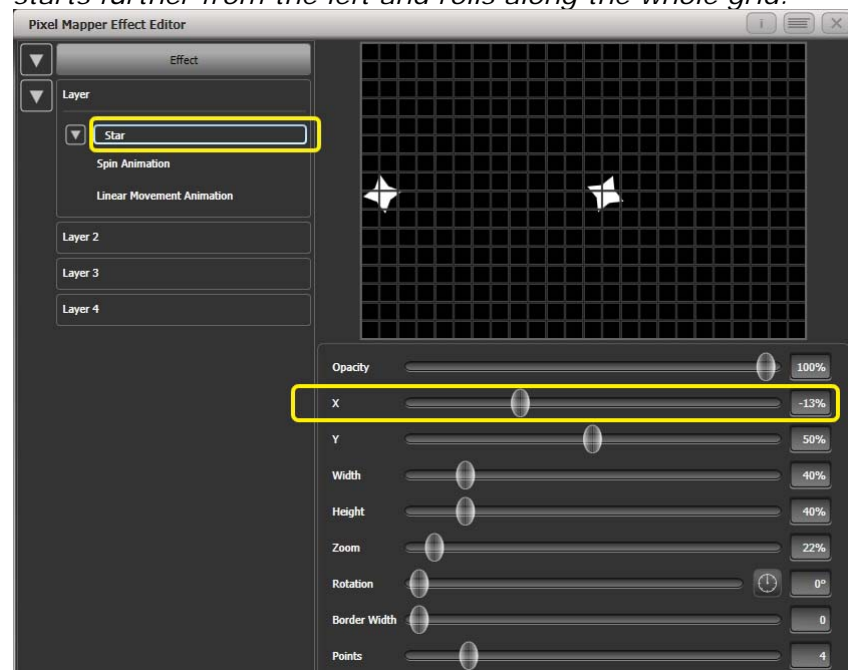 starts further from the left and rolls along the whole grid.
Pixel Mapper Effect Editor
i
Effect
Layer
Star
Spin Animation
Linear Movement Animation
Layer 2
Layer 3
Layer 4
Opacity 100%
X -13%
Y 50%
Width 40%
Height 40%
Zoom 22%
Rotation 0°
Border Width 0
Points 4